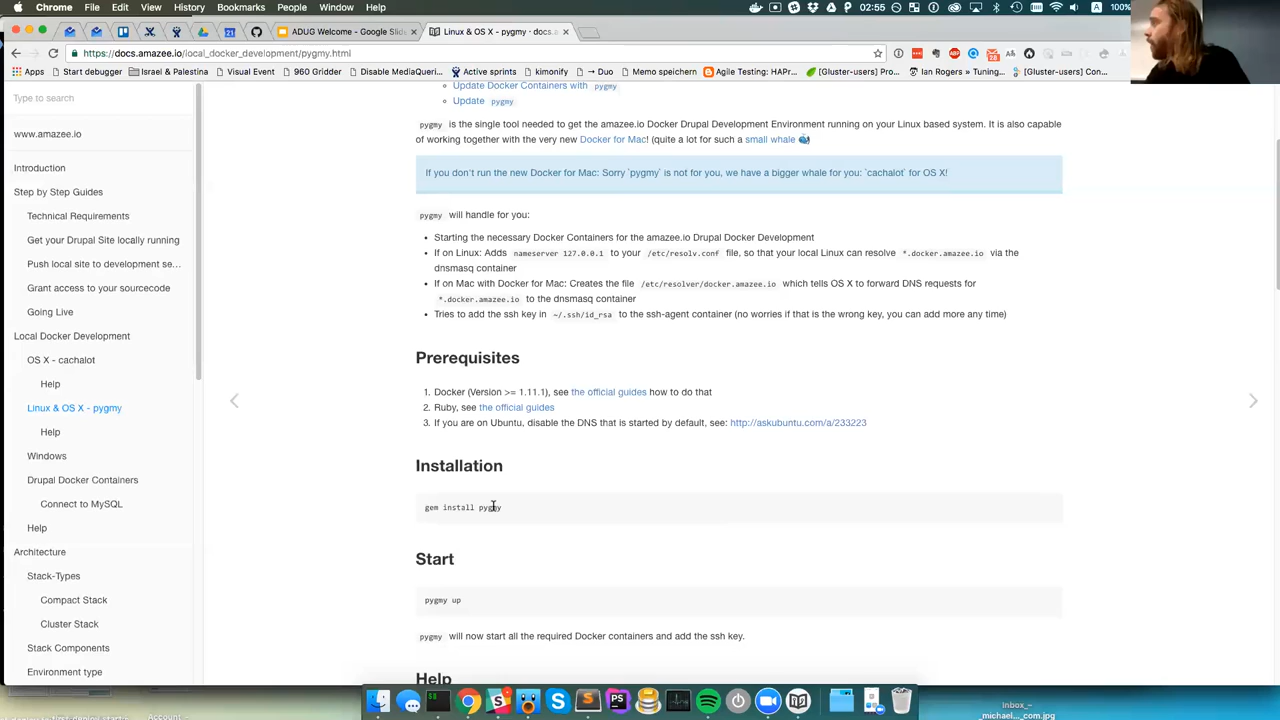 Chrome File Edit View History Bookmarks People Window Help
02:55
100%
ADUG Welcome - Google Slid
Linux & OS X - pygmy · docs.a
https://docs.amazee.io/local_docker_development/pygmy.html
Apps Start debugger Israel & Palestina Visual Event 960 Gridder Disable MediaQueri… Active sprints kimonify → Duo Memo speichern Agile Testing: HAPr… [Gluster-users] Pro… Ian Rogers » Tuning… [Gluster-users] Con…
Type to search
www.amazee.io
Introduction
Step by Step Guides
Technical Requirements
Get your Drupal Site locally running
Push local site to development se...
Grant access to your sourcecode
Going Live
Local Docker Development
OS X - cachalot
Help
Linux & OS X - pygmy
Help
Windows
Drupal Docker Containers
Connect to MySQL
Help
Architecture
Stack-Types
Compact Stack
Cluster Stack
Stack Components
Environment type
Update Docker Containers with pygmy
Update pygmy
pygmy is the single tool needed to get the amazee.io Docker Drupal Development Environment running on your Linux based system. It is also capable
of working together with the very new Docker for Mac! (quite a lot for such a small whale 🐳)
If you don't run the new Docker for Mac: Sorry `pygmy` is not for you, we have a bigger whale for you: `cachalot` for OS X!
pygmy will handle for you:
• Starting the necessary Docker Containers for the amazee.io Drupal Docker Development
• If on Linux: Adds nameserver 127.0.0.1 to your /etc/resolv.conf file, so that your local Linux can resolve *.docker.amazee.io via the
dnsmasq container
• If on Mac with Docker for Mac: Creates the file /etc/resolver/docker.amazee.io which tells OS X to forward DNS requests for
*.docker.amazee.io to the dnsmasq container
• Tries to add the ssh key in ~/.ssh/id_rsa to the ssh-agent container (no worries if that is the wrong key, you can add more any time)
Prerequisites
1. Docker (Version >= 1.11.1), see the official guides how to do that
2. Ruby, see the official guides
3. If you are on Ubuntu, disable the DNS that is started by default, see: http://askubuntu.com/a/233223
Installation
gem install pygmy
Start
pygmy up
pygmy will now start all the required Docker containers and add the ssh key.
Help
Inbox_–
_michael…_com.jpg